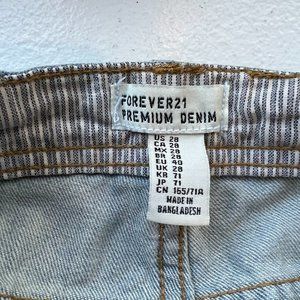 FOREVER21
PREMIUM DENIM
US 28
CA 28
MX 28
BR 28
EU 40
UK 28
KR 71
JP 71
CN 165/71A
MADE IN
BANGLADESH